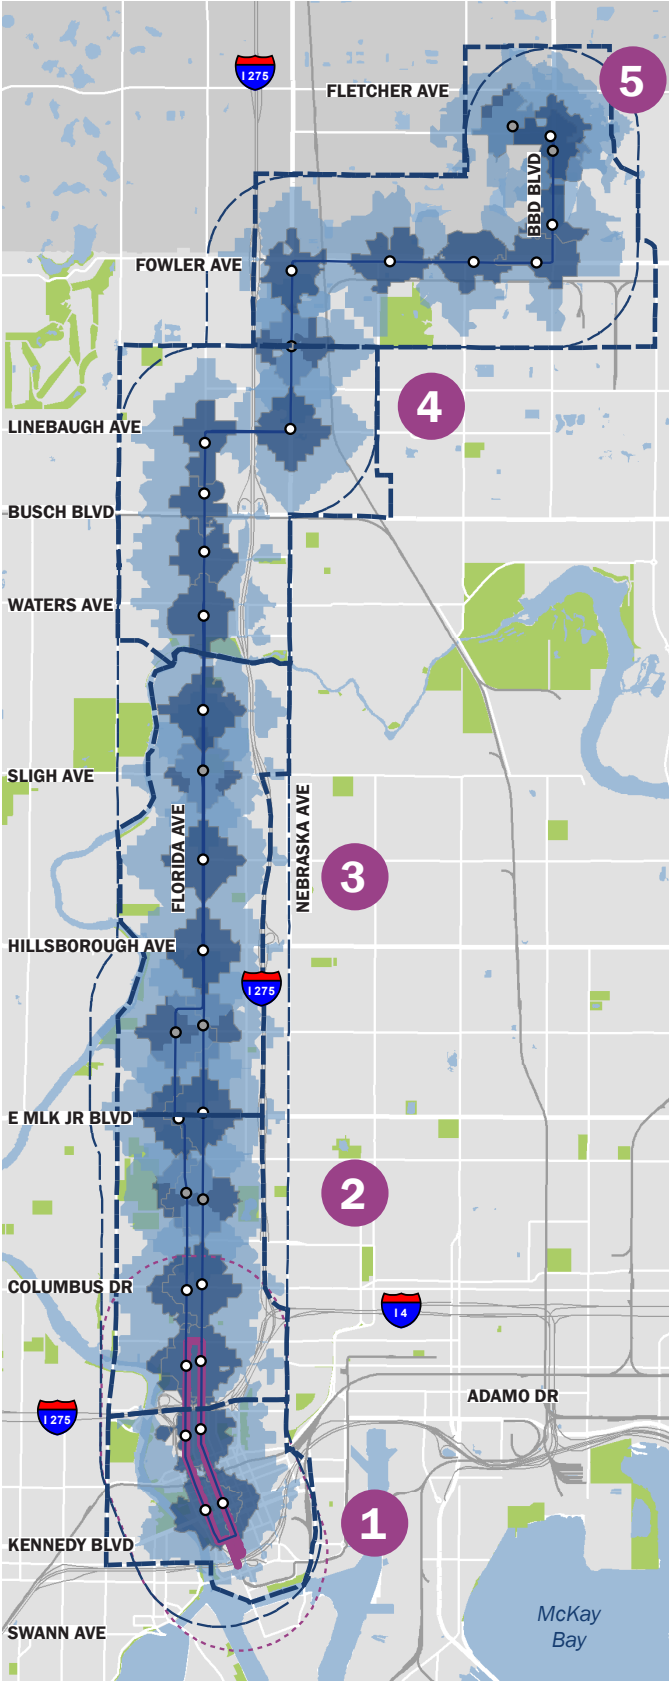 I 275
FLETCHER AVE
5
BBD BLVD
FOWLER AVE
4
LINEBAUGH AVE
BUSCH BLVD
WATERS AVE
SLIGH AVE
FLORIDA AVE
NEBRASKA AVE
3
HILLSBOROUGH AVE
I 275
E MLK JR BLVD
2
COLUMBUS DR
I 4
ADAMO DR
I 275
1
KENNEDY BLVD
McKay
Bay
SWANN AVE